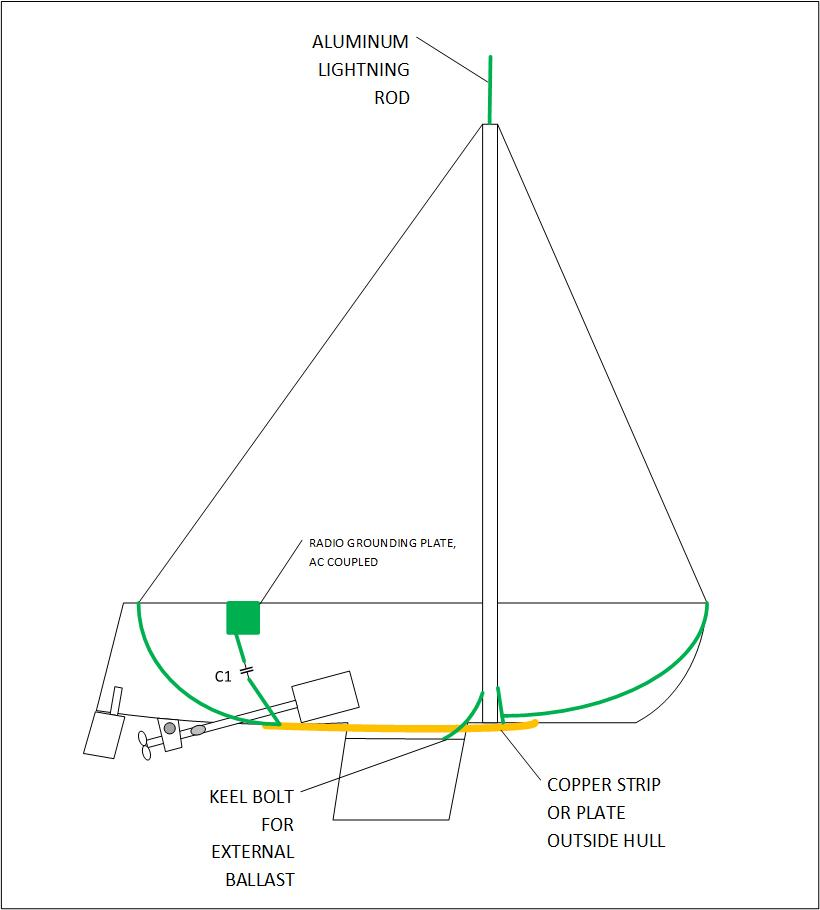 ALUMINUM
LIGHTNING
ROD
RADIO GROUNDING PLATE,
AC COUPLED
C1
KEEL BOLT
FOR
EXTERNAL
BALLAST
COPPER STRIP
OR PLATE
OUTSIDE HULL